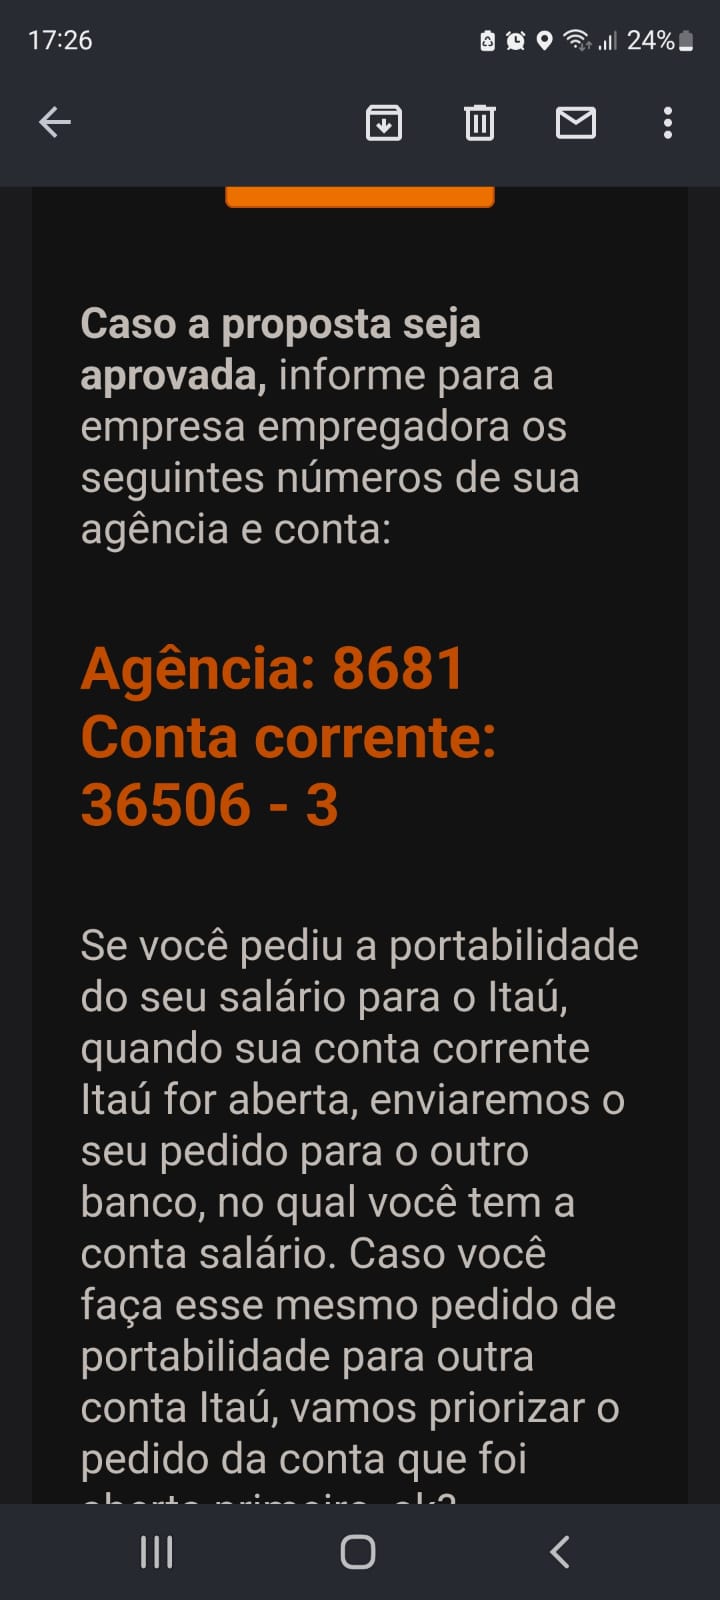 17:26
24%
Caso a proposta seja
aprovada, informe para a
empresa empregadora os
seguintes números de sua
agência e conta:
Agência: 8681
Conta corrente:
36506 - 3
Se você pediu a portabilidade
do seu salário para o Itaú,
quando sua conta corrente
Itaú for aberta, enviaremos o
seu pedido para o outro
banco, no qual você tem a
conta salário. Caso você
faça esse mesmo pedido de
portabilidade para outra
conta Itaú, vamos priorizar o
pedido da conta que foi